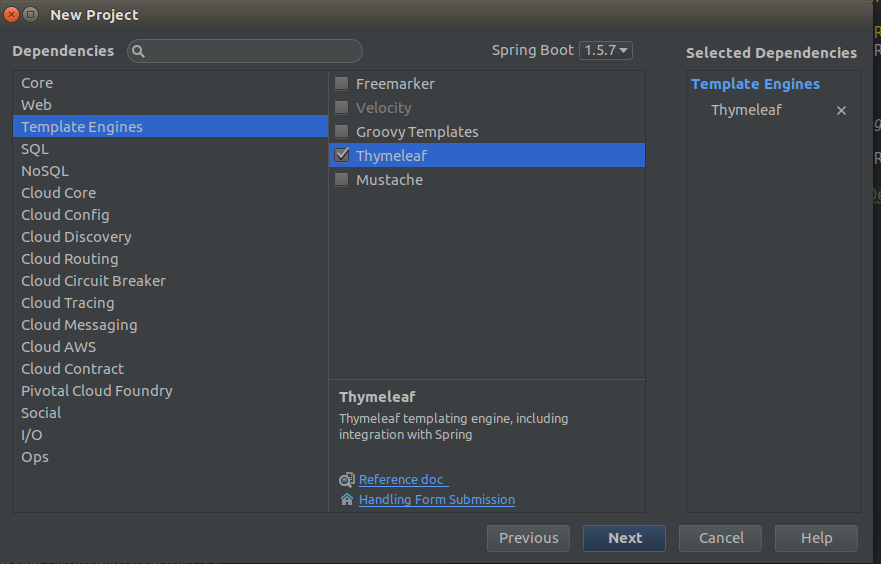 New Project
Dependencies
Spring Boot 1.5.7
Selected Dependencies
Core
Web
Template Engines
SQL
NoSQL
Cloud Core
Cloud Config
Cloud Discovery
Cloud Routing
Cloud Circuit Breaker
Cloud Tracing
Cloud Messaging
Cloud AWS
Cloud Contract
Pivotal Cloud Foundry
Social
I/O
Ops
Freemarker
Velocity
Groovy Templates
Thymeleaf
Mustache
Thymeleaf
Thymeleaf templating engine, including
integration with Spring
Reference doc
Handling Form Submission
Template Engines
Thymeleaf
Previous
Next
Cancel
Help